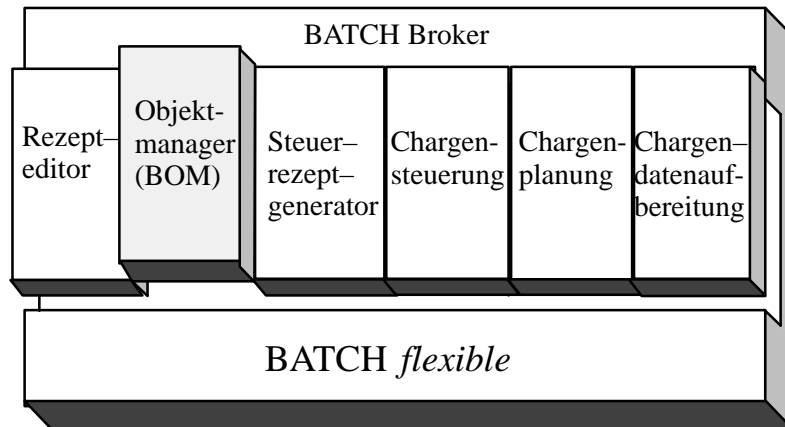 BATCH Broker
Rezept–
editor
Objekt-
manager
(BOM)
Steuer–
rezept–
generator
Chargen-
steuerung
Chargen-
planung
Chargen–
datenauf-
bereitung
BATCH flexible